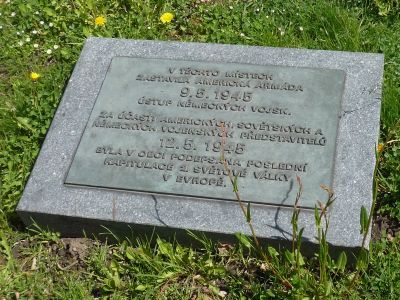 V TĚCHTO MÍSTECH
ZASTAVILA AMERICKÁ ARMÁDA
9.5.1945
ÚSTUP NĚMECKÝCH VOJSK.
ZA ÚČASTI AMERICKÝCH, SOVĚTSKÝCH A
NĚMECKÝCH VOJENSKÝCH PŘEDSTAVITELŮ
12.5.1945
BYLA V OBCI PODEPSÁNA POSLEDNÍ
KAPITULACE 2. SVĚTOVÉ VÁLKY
V EVROPĚ.